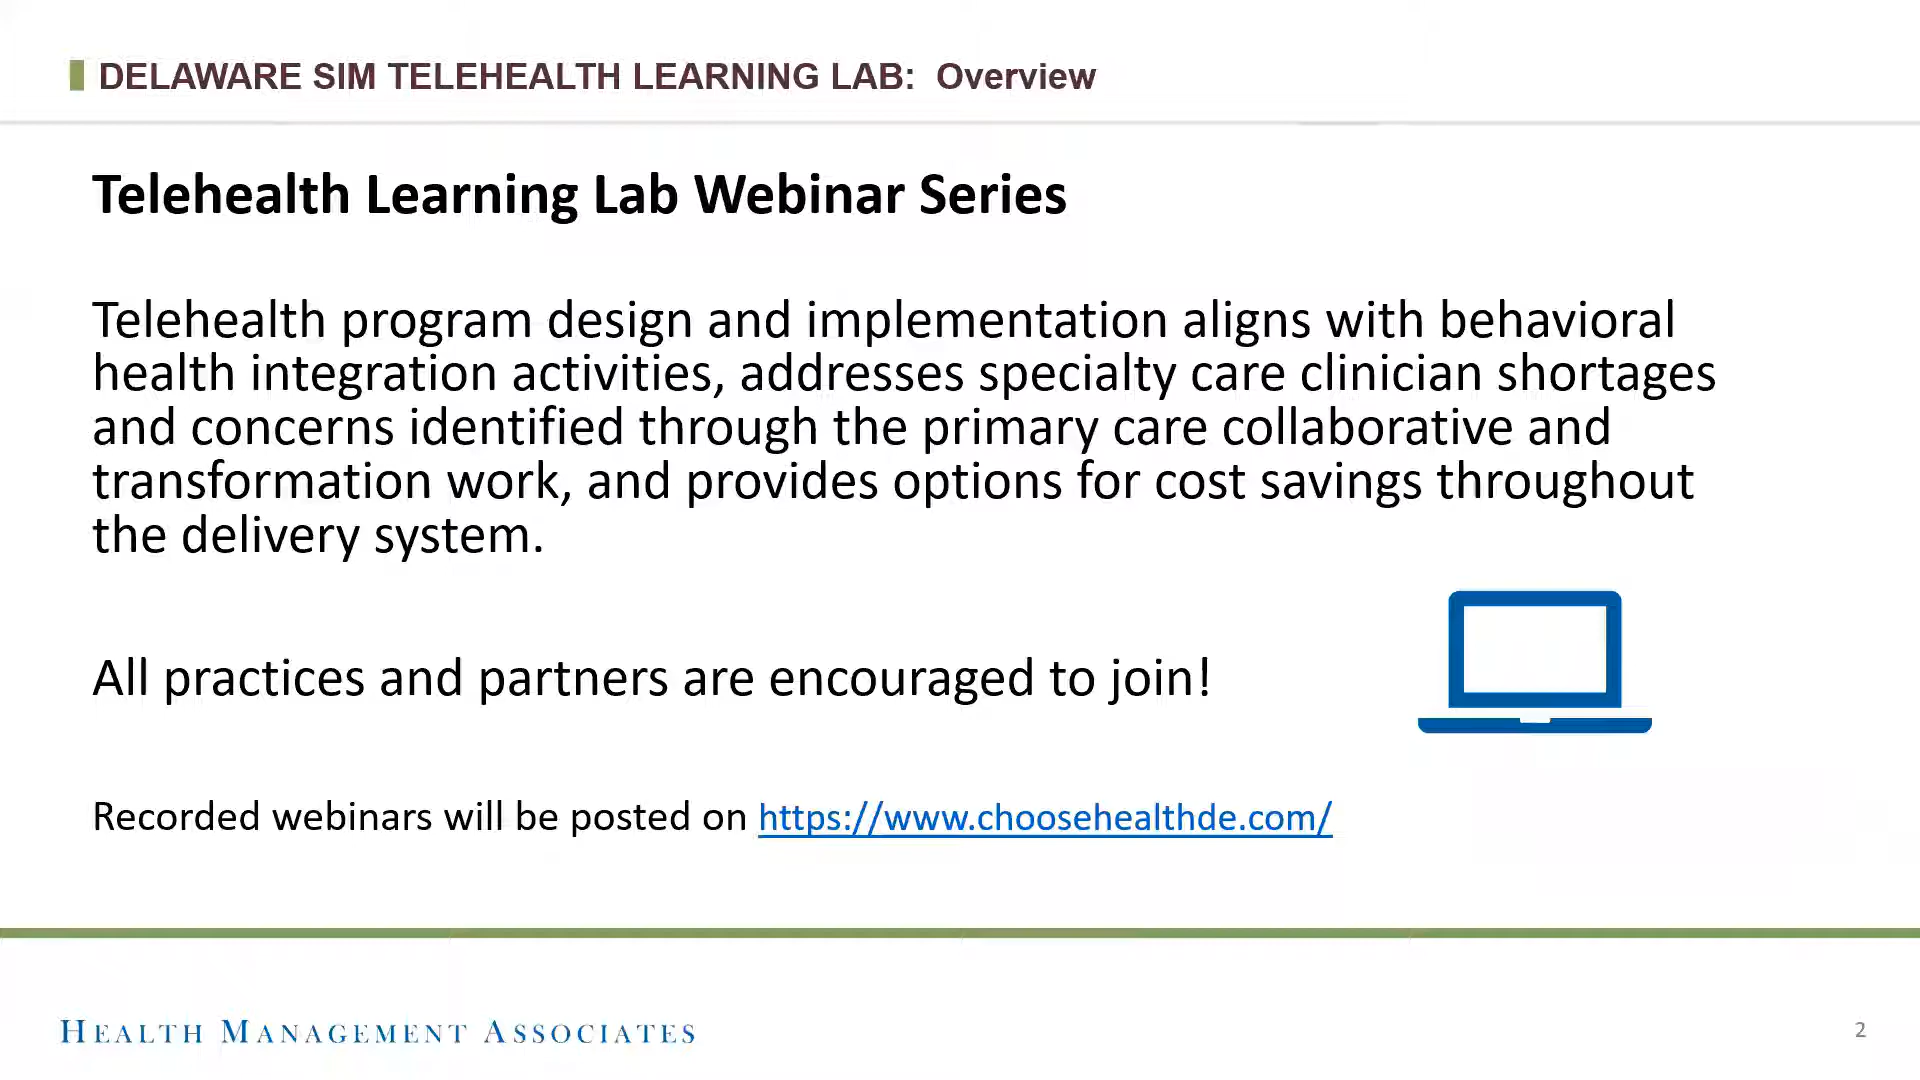 DELAWARE SIM TELEHEALTH LEARNING LAB: Overview
Telehealth Learning Lab Webinar Series
Telehealth program design and implementation aligns with behavioral
health integration activities, addresses specialty care clinician shortages
and concerns identified through the primary care collaborative and
transformation work, and provides options for cost savings throughout
the delivery system.
All practices and partners are encouraged to join!
Recorded webinars will be posted on https://www.choosehealthde.com/
HEALTH MANAGEMENT ASSOCIATES
2